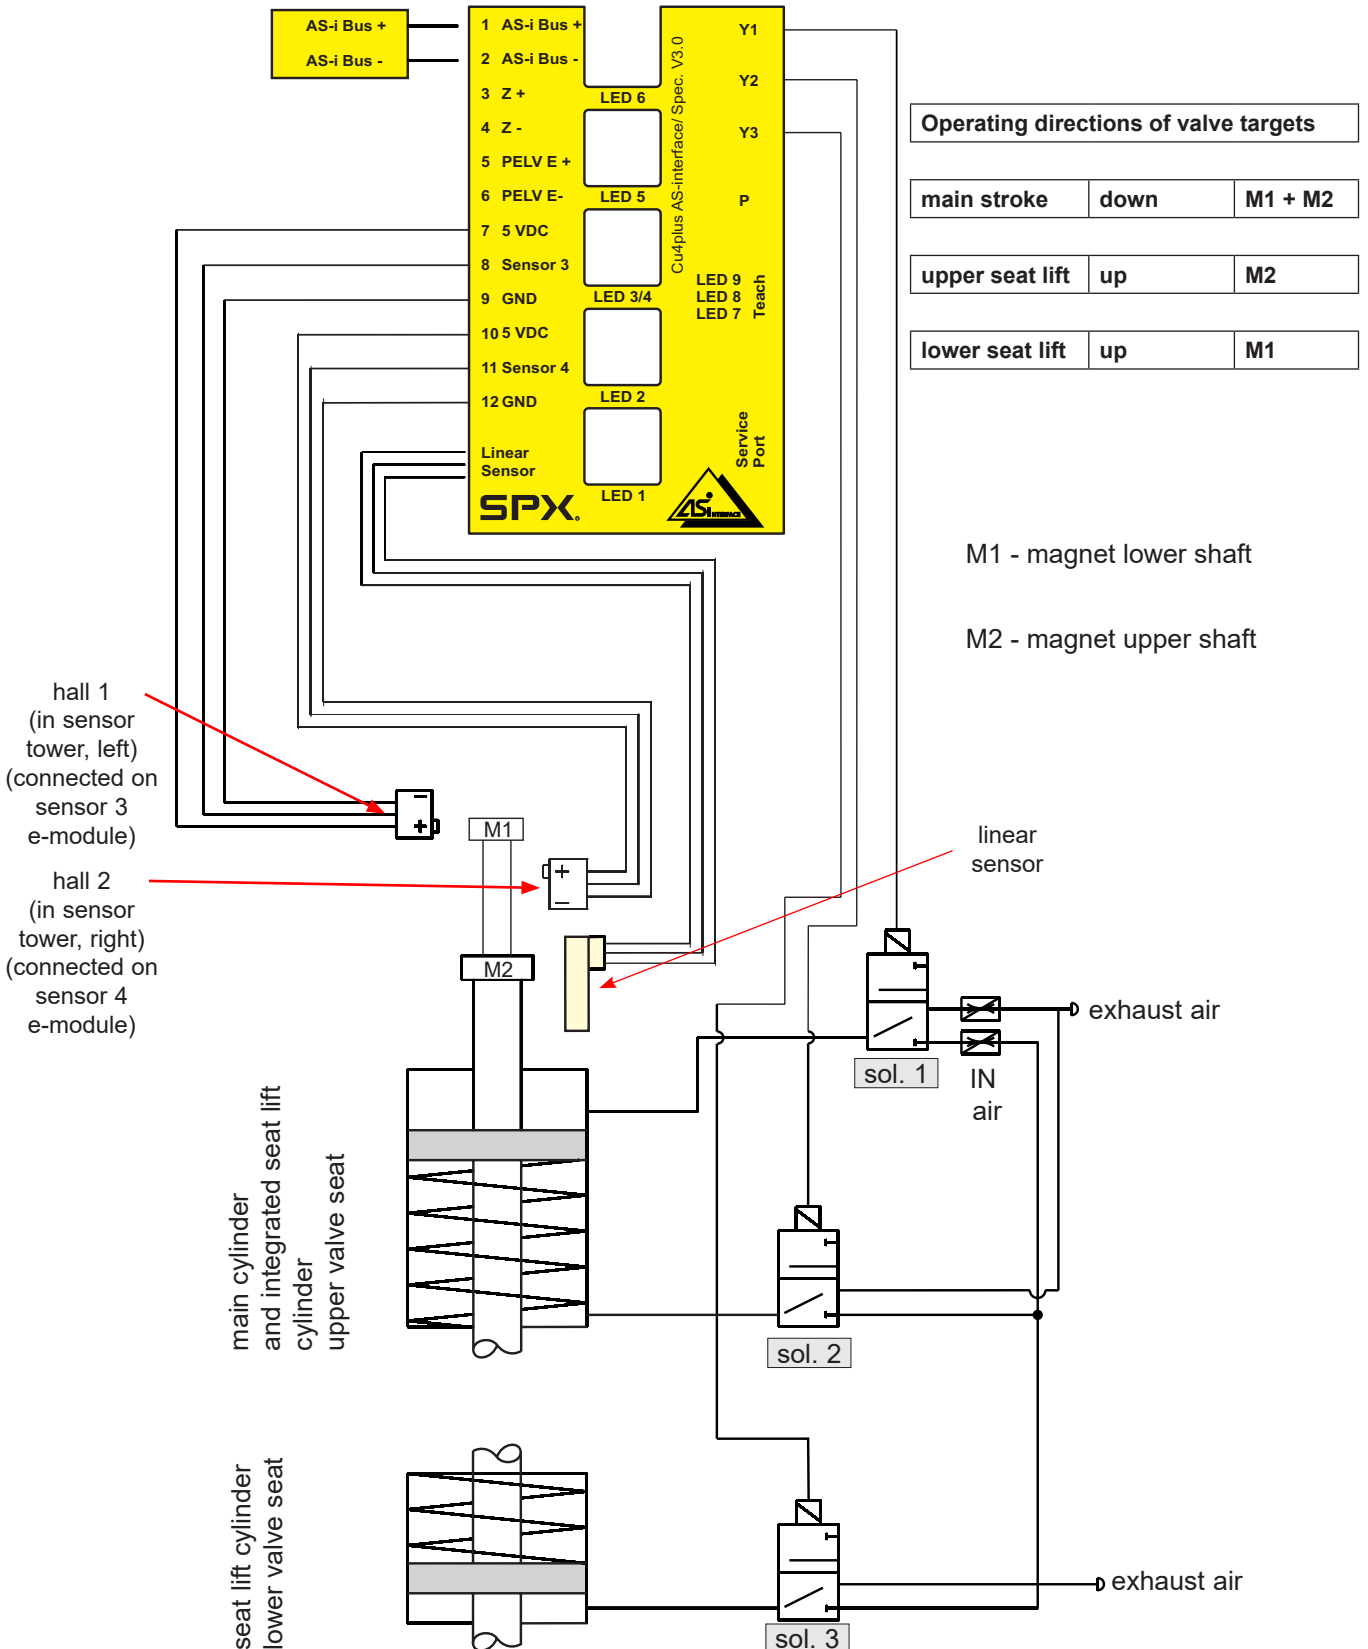 AS-i Bus +
AS-i Bus -
1 AS-i Bus +
2 AS-i Bus -
3 Z +
4 Z -
5 PELV E +
6 PELV E-
7 5 VDC
8 Sensor 3
9 GND
10 5 VDC
11 Sensor 4
12 GND
Linear
Sensor
SPX.
LED 6
LED 5
LED 3/4
LED 2
LED 1
Cu4plus AS-interface/ Spec. V3.0
Y1
Y2
Y3
P
LED 9
LED 8
LED 7
Teach
Service
Port
ASi INTERFACE
Operating directions of valve targets
main stroke down M1 + M2
upper seat lift up M2
lower seat lift up M1
M1 - magnet lower shaft
M2 - magnet upper shaft
hall 1
(in sensor
tower, left)
(connected on
sensor 3
e-module)
hall 2
(in sensor
tower, right)
(connected on
sensor 4
e-module)
– 
+
M1
+
–
M2
linear
sensor
exhaust air
sol. 1
IN
air
main cylinder
and integrated seat lift
cylinder
upper valve seat
sol. 2
seat lift cylinder
lower valve seat
exhaust air
sol. 3